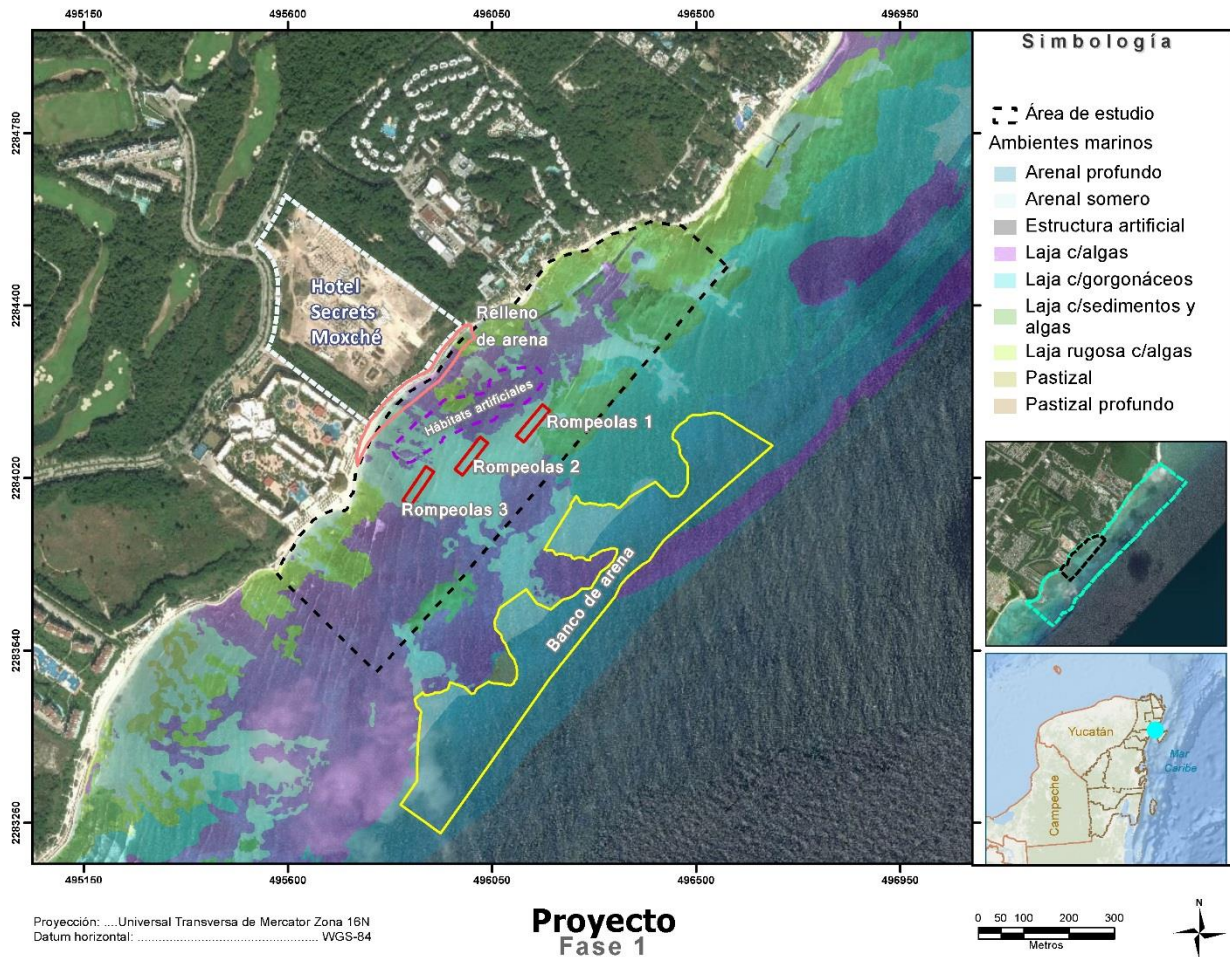 495150 495600 496050 496500 496950
2284780
2284400
2284020
2283640
2283260
Hotel
Secrets
Moxché
Relleno
de arena
Hábitats artificiales
Rompeolas 1
Rompeolas 2
Rompeolas 3
Banco de arena
495150 495600 496050 496500 496950
Simbología
Área de estudio
Ambientes marinos
Arenal profundo
Arenal somero
Estructura artificial
Laja c/algas
Laja c/gorgonáceos
Laja c/sedimentos y
algas
Laja rugosa c/algas
Pastizal
Pastizal profundo
Yucatán
Mar
Caribe
Campeche
Proyección: ....Universal Transversa de Mercator Zona 16N
Datum horizontal: ................................................ WGS-84
Proyecto
Fase 1
0 50 100 200 300
Metros
N